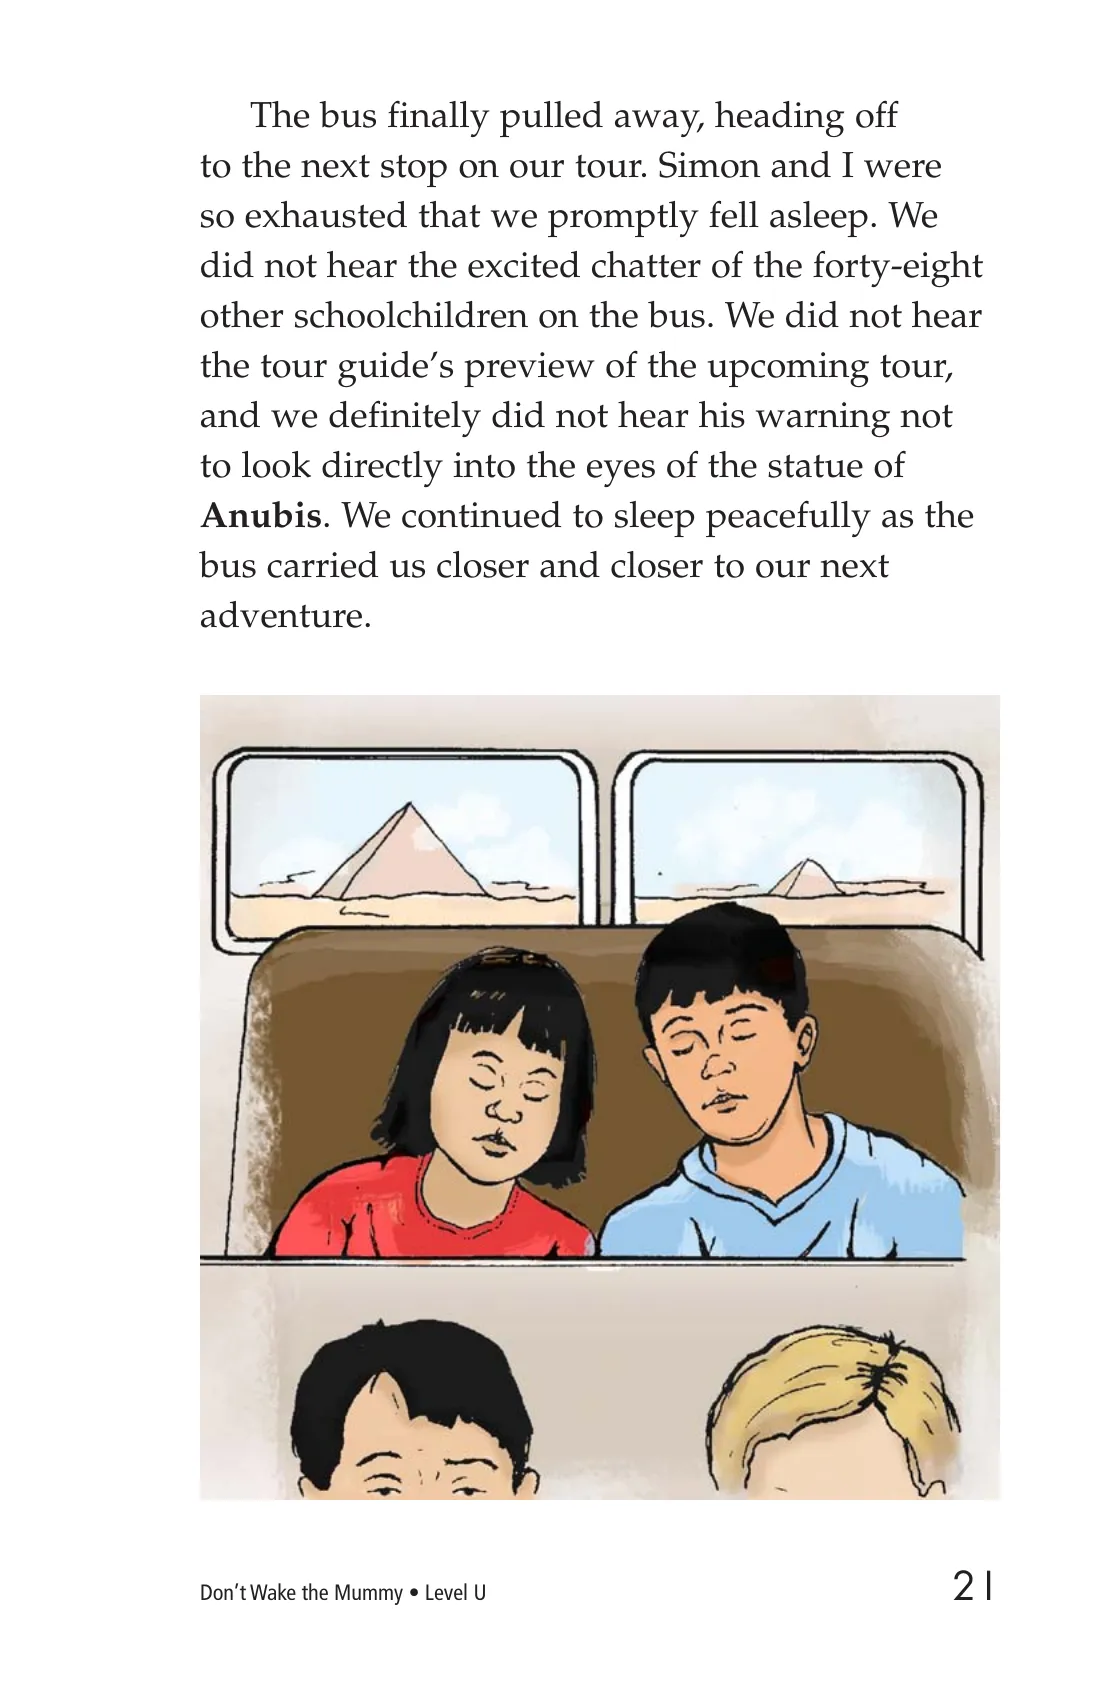 The bus finally pulled away, heading off
to the next stop on our tour. Simon and I were
so exhausted that we promptly fell asleep. We
did not hear the excited chatter of the forty-eight
other schoolchildren on the bus. We did not hear
the tour guide’s preview of the upcoming tour,
and we definitely did not hear his warning not
to look directly into the eyes of the statue of
Anubis. We continued to sleep peacefully as the
bus carried us closer and closer to our next
adventure.
Don’t Wake the Mummy • Level U
21